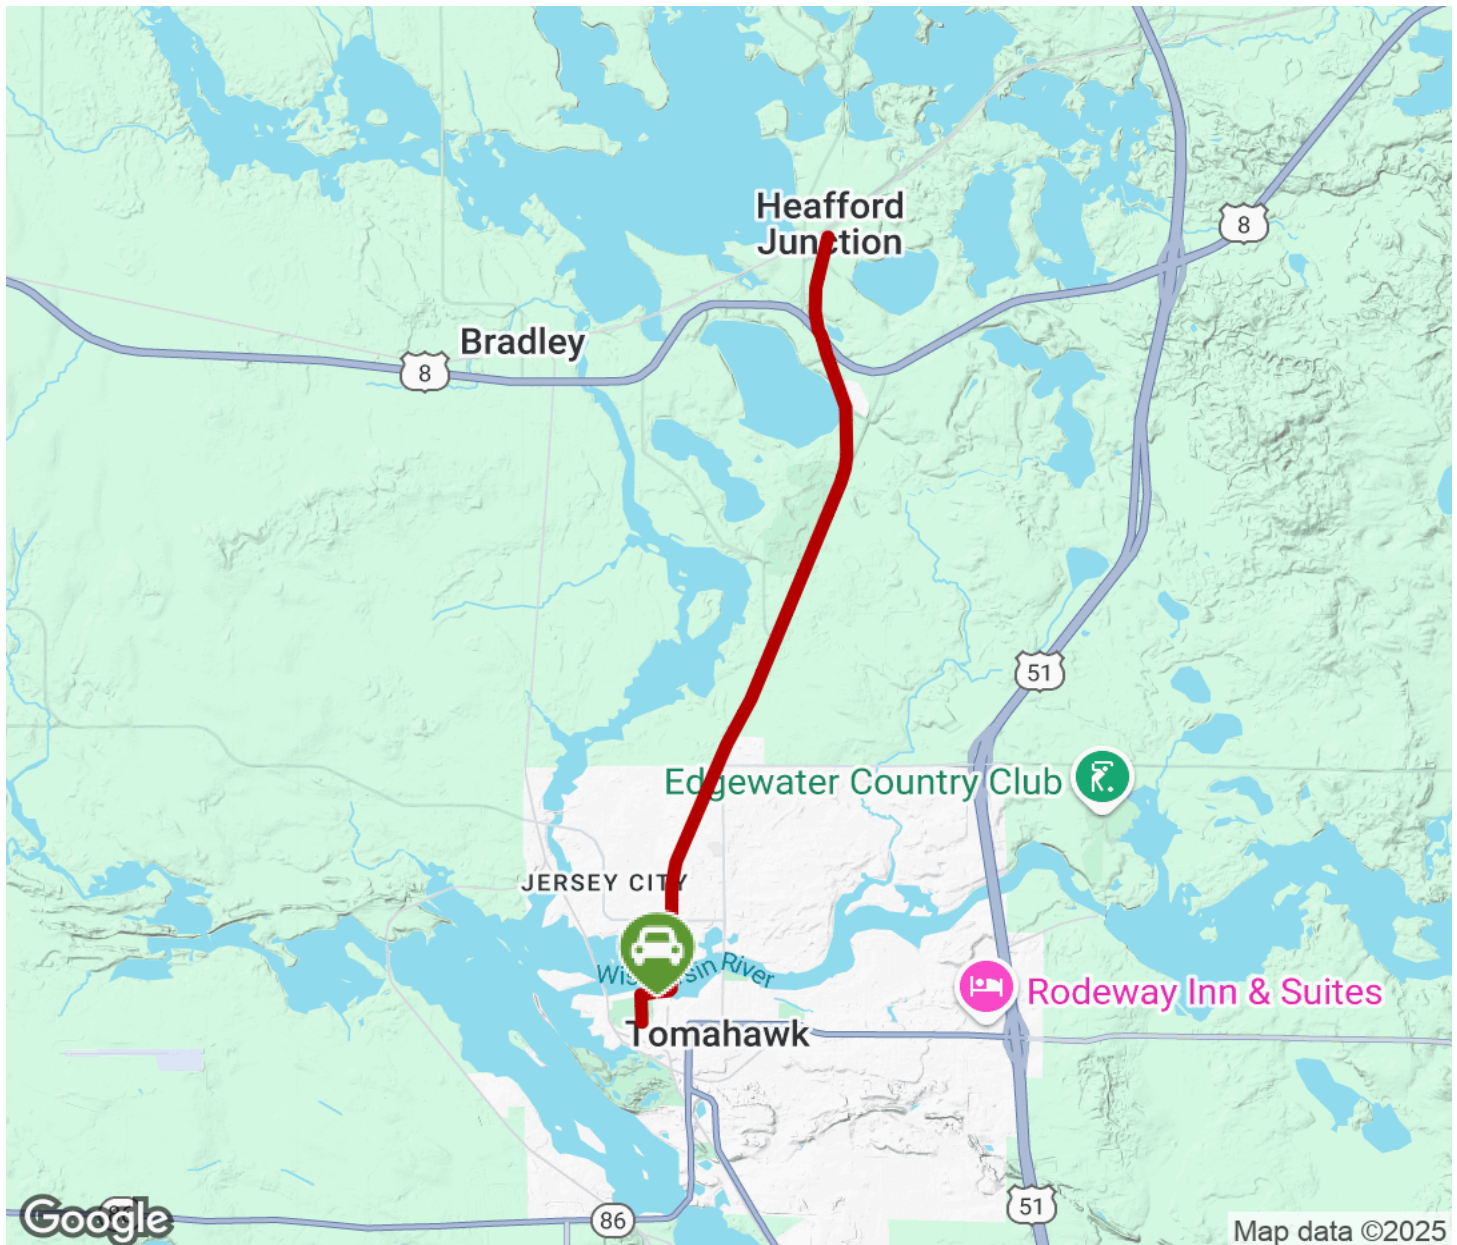 Heafford
Junction
8
Bradley
8
51
Edgewater Country Club
JERSEY CITY
Wisconsin River
Rodeway Inn & Suites
Tomahawk
51
86
Google
Map data ©2025